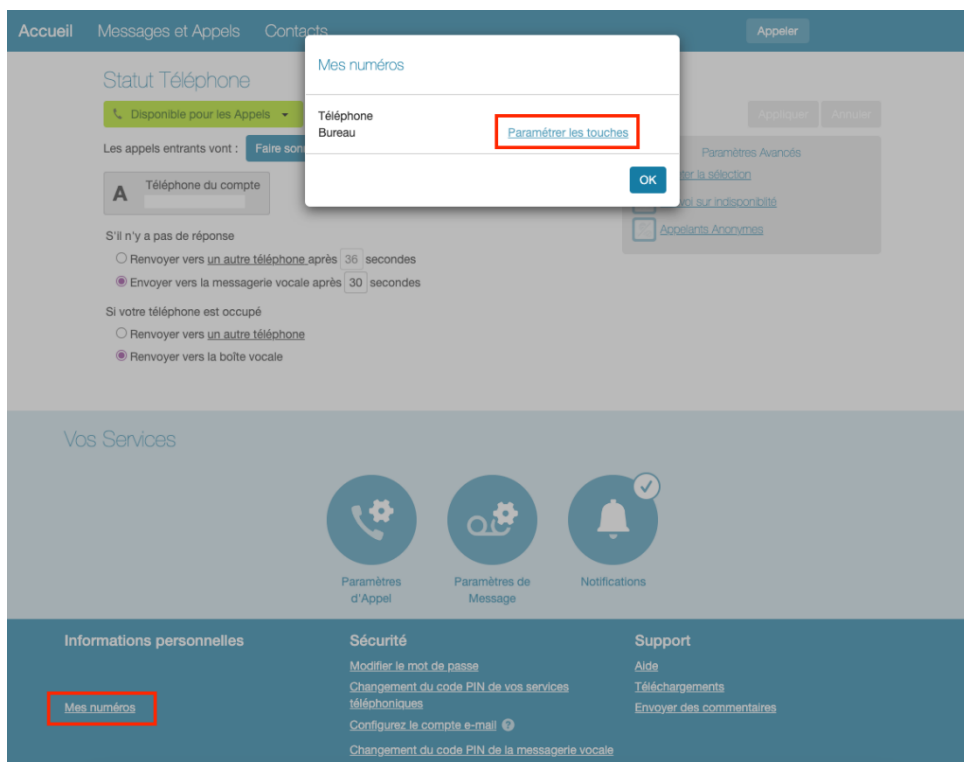 Accueil Messages et Appels Contacts Appeler
Mes numéros
Statut Téléphone
Disponible pour les Appels
Téléphone
Bureau Paramétrer les touches
Appliquer Annuler
Les appels entrants vont : Faire son
Paramètres Avancés
OK
la sélection
sur indisponiblité
Appelants Anonymes
A Téléphone du compte
S'il n'y a pas de réponse
Renvoyer vers un autre téléphone après 36 secondes
Envoyer vers la messagerie vocale après 30 secondes
Si votre téléphone est occupé
Renvoyer vers un autre téléphone
Renvoyer vers la boîte vocale
Vos Services
Paramètres
d'Appel
Paramètres de
Message
Notifications
Informations personnelles
Mes numéros
Sécurité
Modifier le mot de passe
Changement du code PIN de vos services
téléphoniques
Configurez le compte e-mail ?
Changement du code PIN de la messagerie vocale
Support
Aide
Téléchargements
Envoyer des commentaires